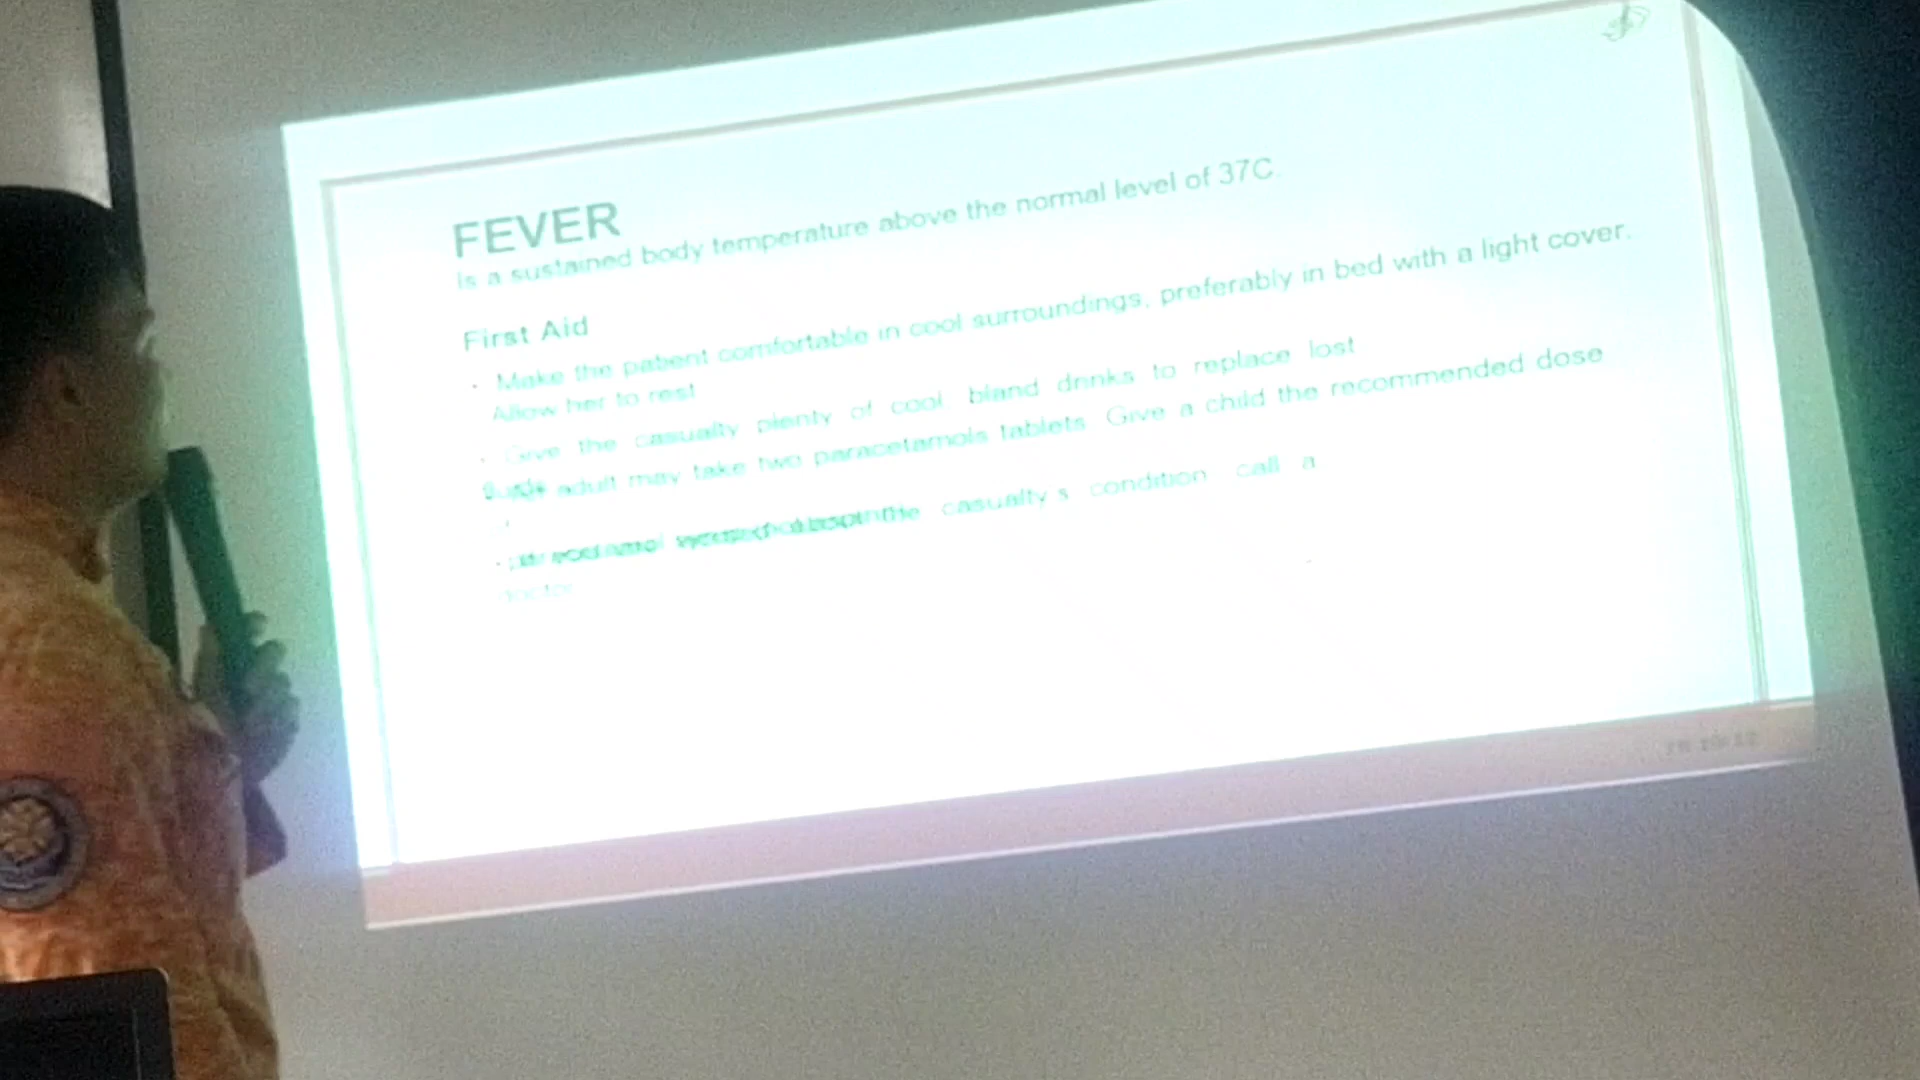 FEVER
Is a sustained body temperature above the normal level of 37C.
First Aid
• Make the patient comfortable in cool surroundings, preferably in bed with a light cover.
Allow her to rest
• Give the casualty plenty of cool bland drinks to replace lost
adult may take two paracetamols tablets. Give a child the recommended dose
the casualty s condition call a
doctor